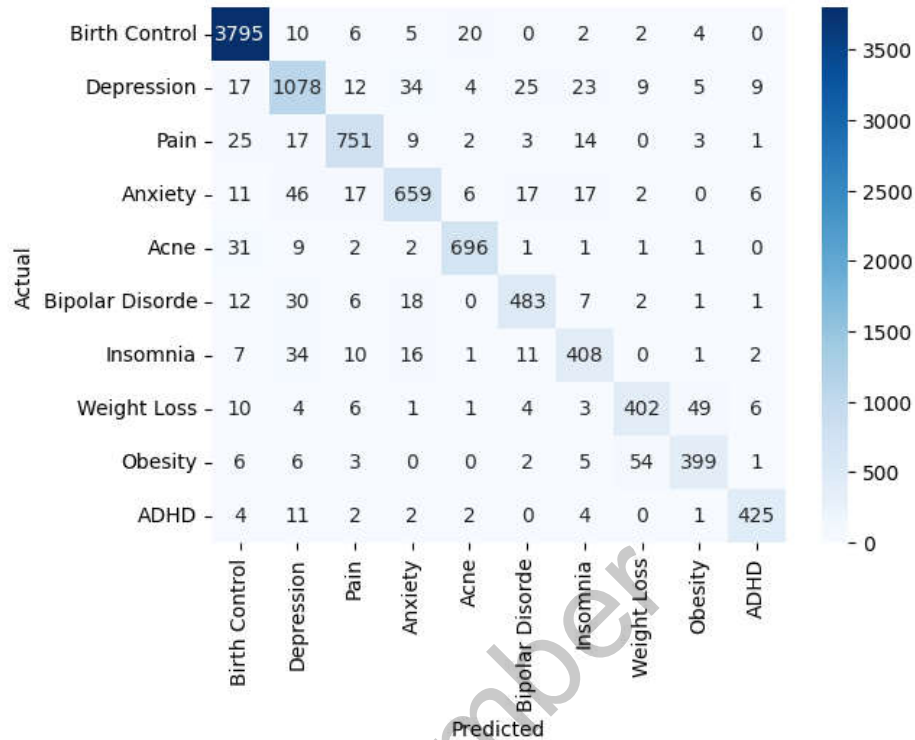 Birth Control 3795 10 6 5 20 0 2 2 4 0
Depression 17 1078 12 34 4 25 23 9 5 9
Pain 25 17 751 9 2 3 14 0 3 1
Anxiety 11 46 17 659 6 17 17 2 0 6
Acne 31 9 2 2 696 1 1 1 1 0
Bipolar Disorde 12 30 6 18 0 483 7 2 1 1
Insomnia 7 34 10 16 1 11 408 0 1 2
Weight Loss 10 4 6 1 1 4 3 402 49 6
Obesity 6 6 3 0 0 2 5 54 399 1
ADHD 4 11 2 2 2 0 4 0 1 425
Actual
Birth Control
Depression
Pain
Anxiety
Acne
Bipolar Disorde
Insomnia
Weight Loss
Obesity
ADHD
Predicted
3500
3000
2500
2000
1500
1000
500
0
mber